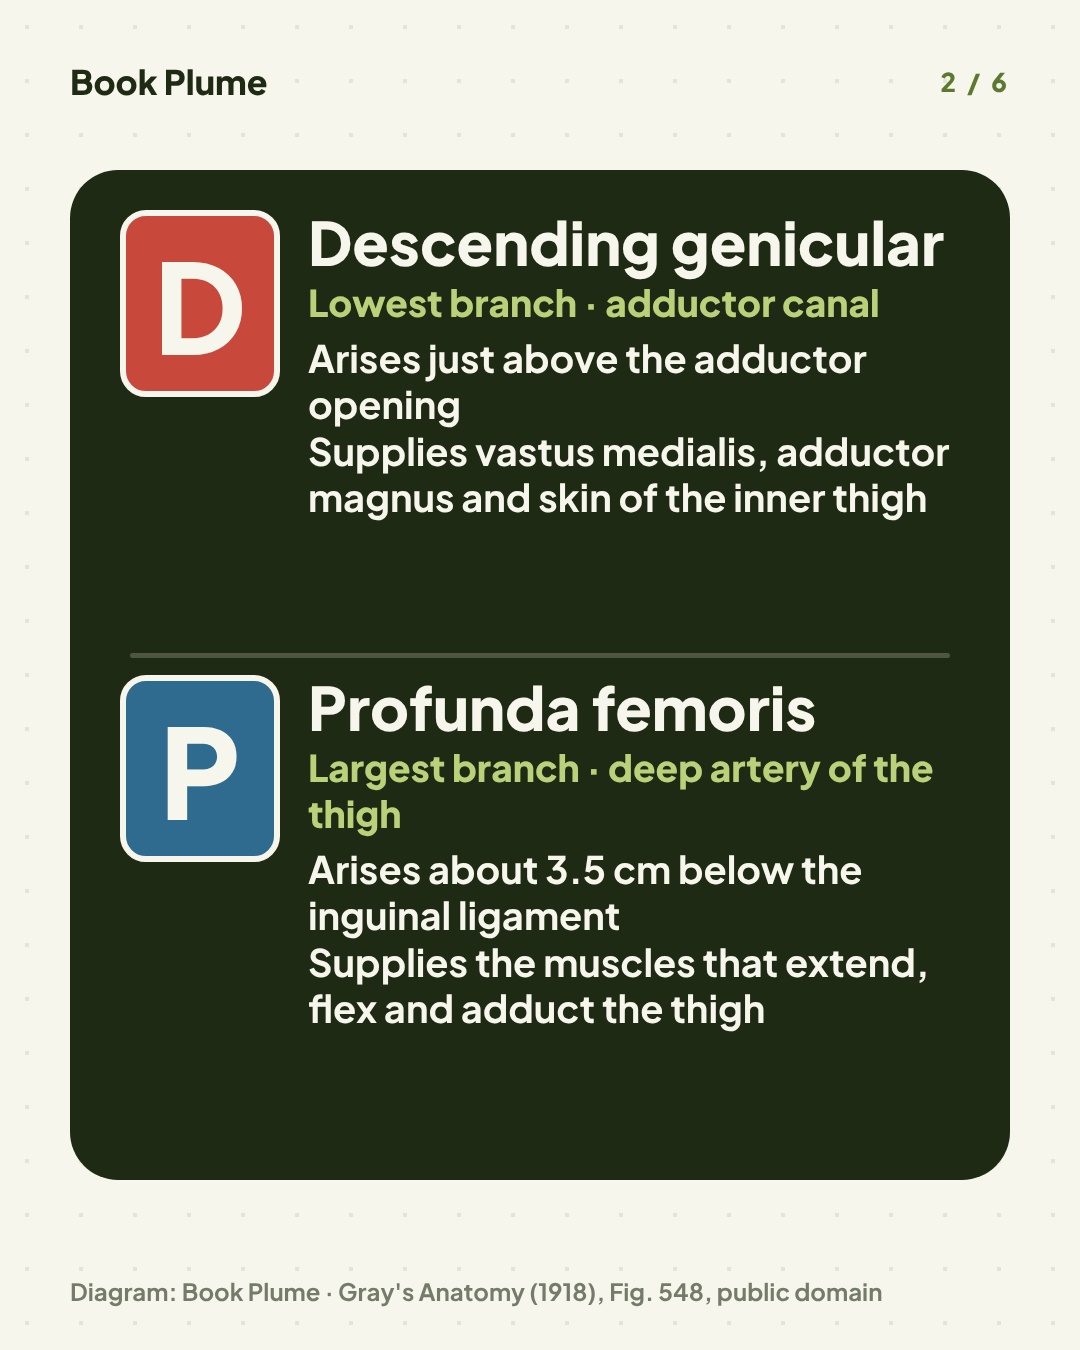 Book Plume
2 / 6
D
Descending genicular
Lowest branch · adductor canal
Arises just above the adductor
opening
Supplies vastus medialis, adductor
magnus and skin of the inner thigh
P
Profunda femoris
Largest branch · deep artery of the
thigh
Arises about 3.5 cm below the
inguinal ligament
Supplies the muscles that extend,
flex and adduct the thigh
Diagram: Book Plume · Gray's Anatomy (1918), Fig. 548, public domain